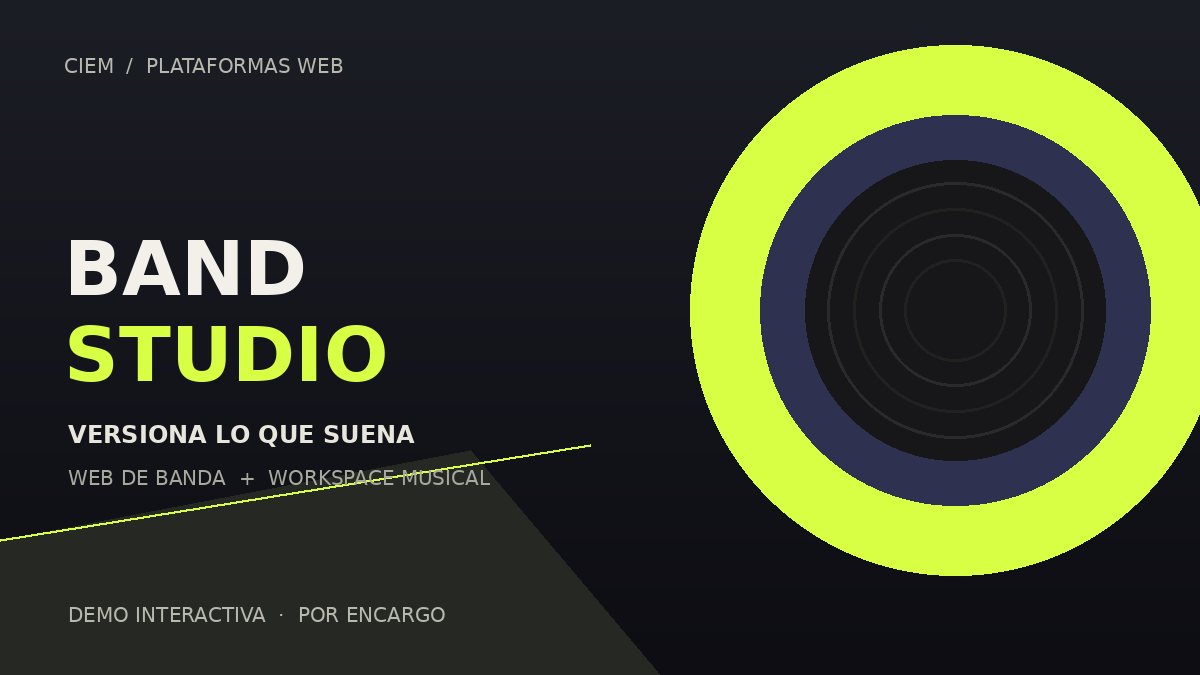 CIEM / PLATAFORMAS WEB
BAND
STUDIO
VERSIONA LO QUE SUENA
WEB DE BANDA + WORKSPACE MUSICAL
DEMO INTERACTIVA · POR ENCARGO